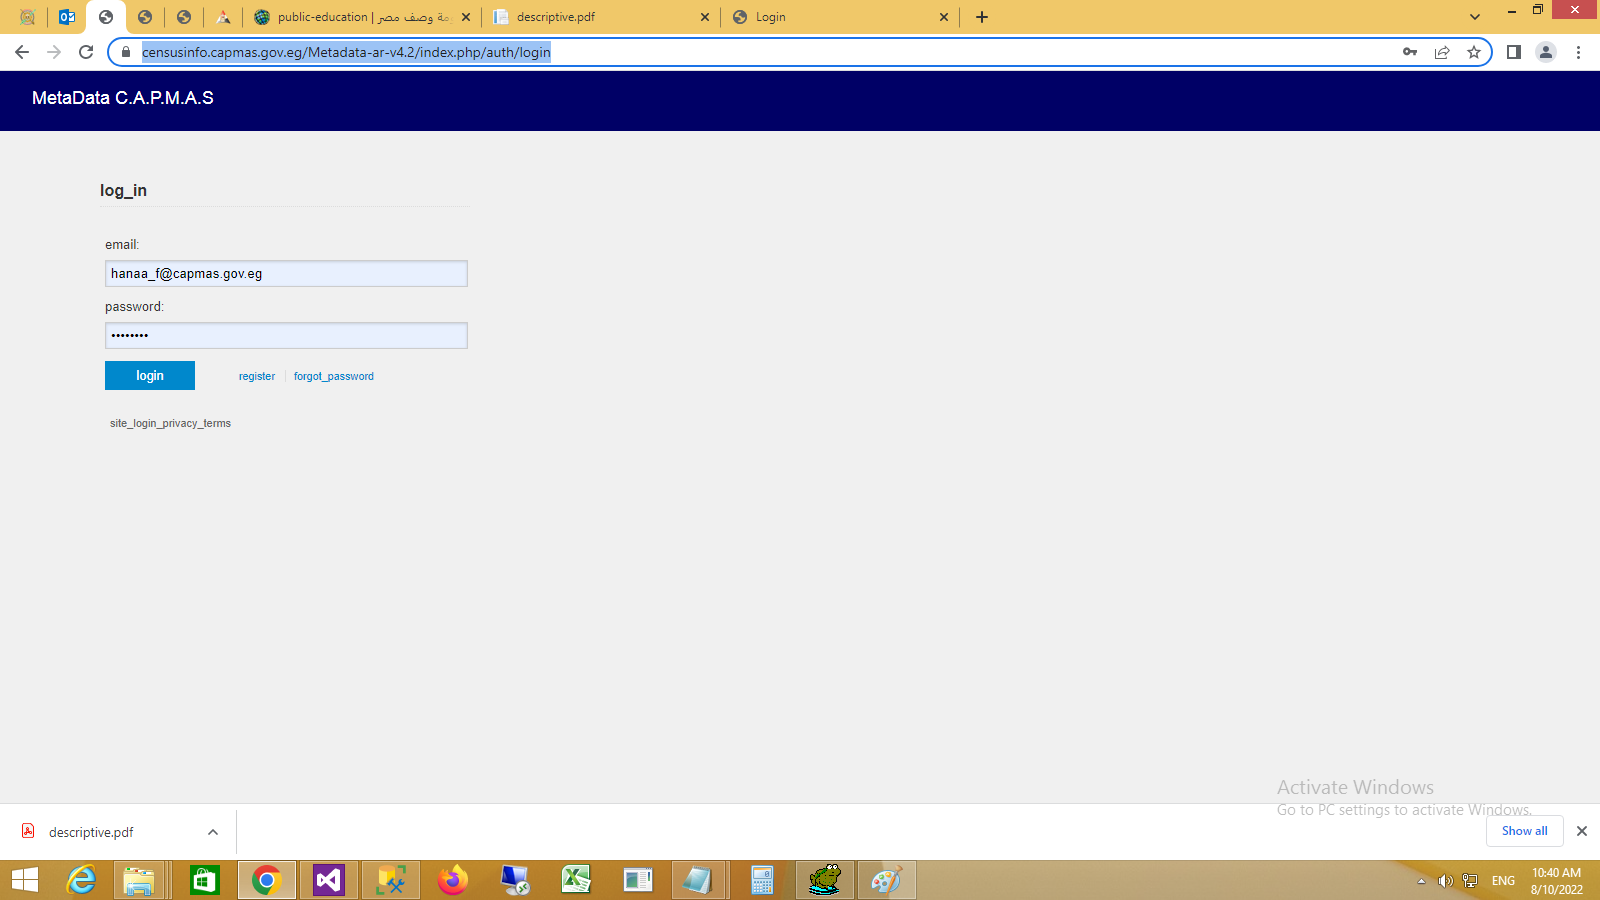 public-education | ومة وصف مصر
descriptive.pdf
Login
censusinfo.capmas.gov.eg/Metadata-ar-v4.2/index.php/auth/login
MetaData C.A.P.M.A.S
log_in
email:
hanaa_f@capmas.gov.eg
password:
••••••••
login
register
forgot_password
site_login_privacy_terms
Activate Windows
Go to PC settings to activate Windows.
descriptive.pdf
Show all
ENG
10:40 AM
8/10/2022